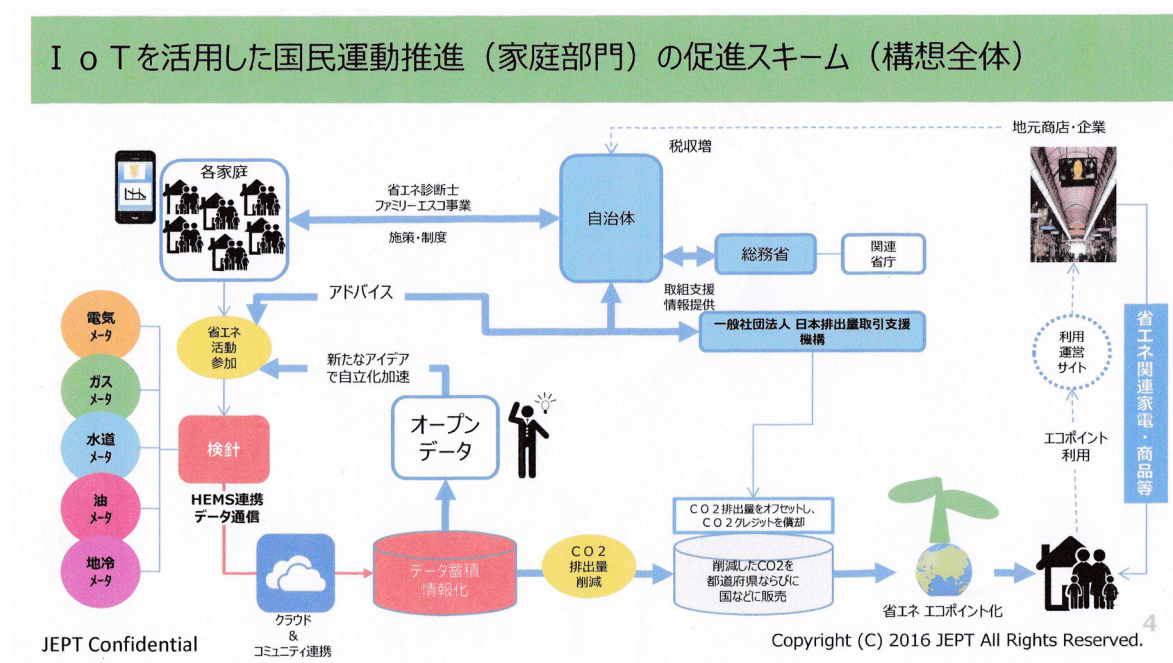 ＩｏＴを活用した国民運動推進（家庭部門）の促進スキーム（構想全体）
地元商店・企業
税収増
各家庭
省エネ診断士
ファミリーエスコ事業
施策・制度
自治体
総務省
関連
省庁
取組支援
情報提供
アドバイス
一般社団法人 日本排出量取引支援
機構
電気
メータ
ガス
メータ
水道
メータ
油
メータ
地冷
メータ
省エネ
活動
参加
新たなアイデア
で自立化加速
オープン
データ
検針
HEMS連携
データ通信
クラウド
&
コミュニティ連携
データ蓄積
情報化
ＣＯ２
排出量
削減
ＣＯ２排出量をオフセットし、
ＣＯ２クレジットを償却
削減したCO2を
都道府県ならびに
国などに販売
省エネ エコポイント化
利用
運営
サイト
エコポイント
利用
省エネ関連家電・商品等
4
JEPT Confidential
Copyright (C) 2016 JEPT All Rights Reserved.